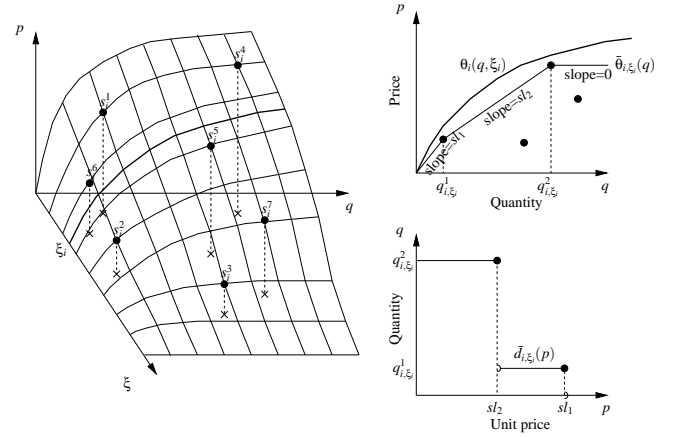 p
s_i^4
s_i^1
s_i^5
s_i^6
q
s_i^7
s_i^2
ξ_i
s_i^3
ξ
p
Price
θ_i(q,ξ_i)
θ̄_{i,ξ_i}(q)
slope=0
slope=sl_2
slope=sl_1
q^1_{i,ξ_i}
q^2_{i,ξ_i}
q
Quantity
q
q^2_{i,ξ_i}
Quantity
d̄_{i,ξ_i}(p)
q^1_{i,ξ_i}
sl_2
sl_1
p
Unit price